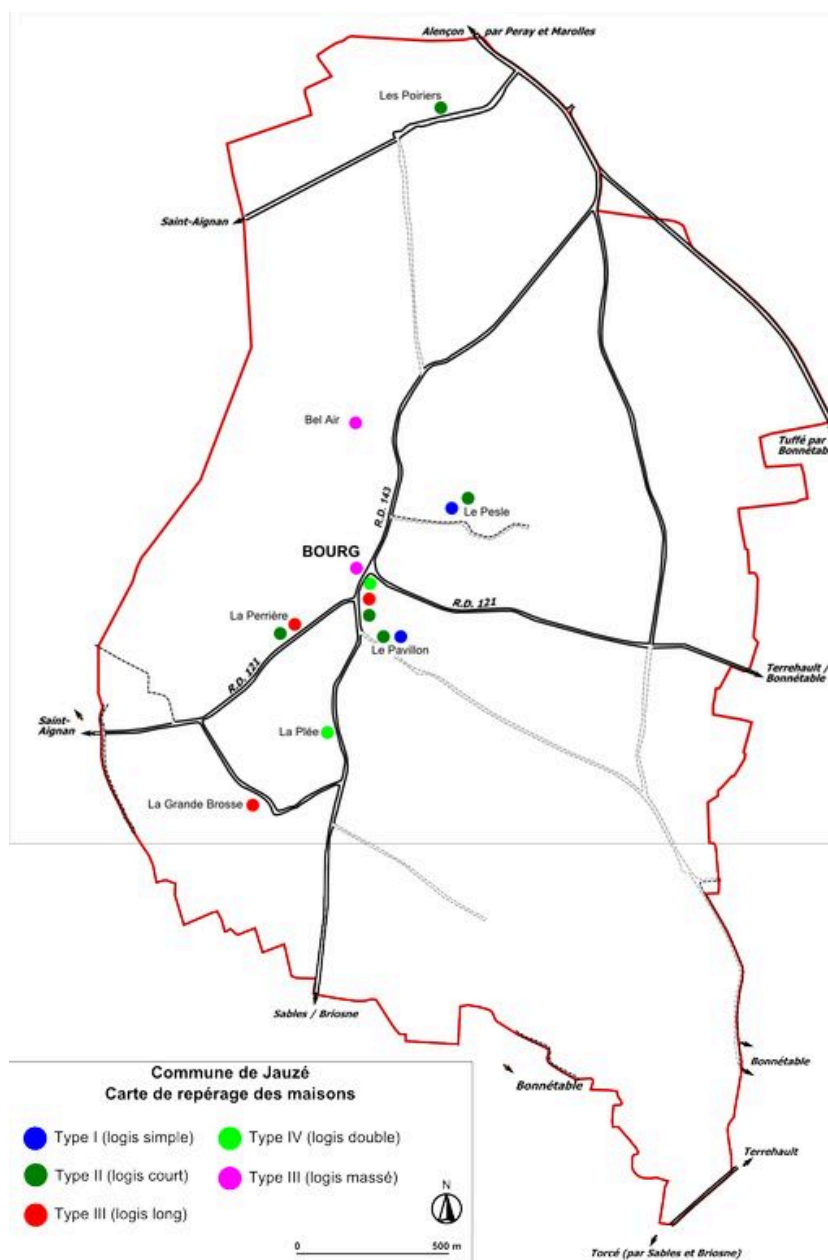 Alençon par Peray et Marolles
Les Poiriers
Saint-Aignan
Bel Air
Tuffé par
Bonnétable
R.D. 143
Le Pesle
BOURG
R.D. 121
La Perrière
Le Pavillon
R.D. 121
Terrehault /
Bonnétable
Saint-
Aignan
La Plée
La Grande Brosse
Sables / Briosne
Bonnétable
Bonnétable
Terrehault
Torcé (par Sables et Briosne)
Commune de Jauzé
Carte de repérage des maisons
Type I (logis simple)
Type IV (logis double)
Type II (logis court)
Type III (logis massé)
Type III (logis long)
N
0 500 m